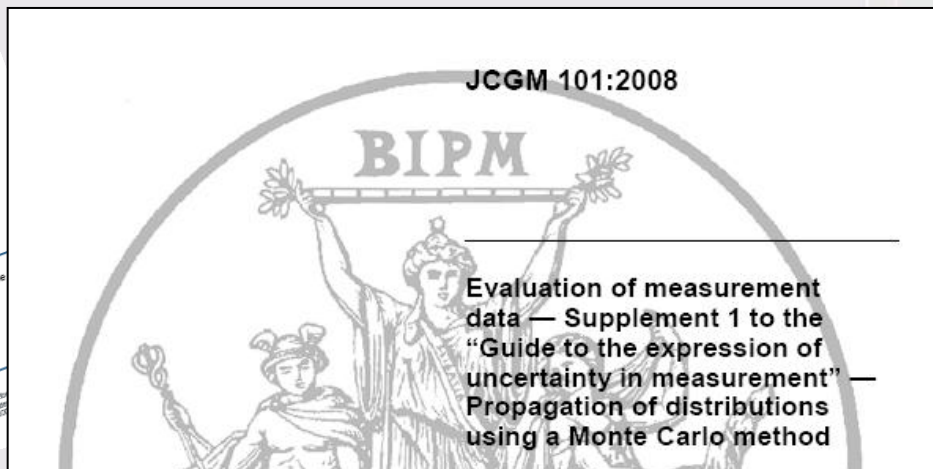 JCGM 101:2008
BIPM
Evaluation of measurement
data — Supplement 1 to the
“Guide to the expression of
uncertainty in measurement” —
Propagation of distributions
using a Monte Carlo method